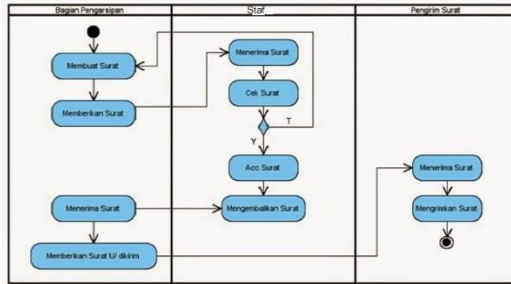 Bagian Pengarsipan
Staf
Pengirim Surat
Membuat Surat
Memberikan Surat
Menerima Surat
Cek Surat
T
Y
Acc Surat
Mengembalikan Surat
Menerima Surat
Memberikan Surat U/ dikirim
Menerima Surat
Mengrimkan Surat